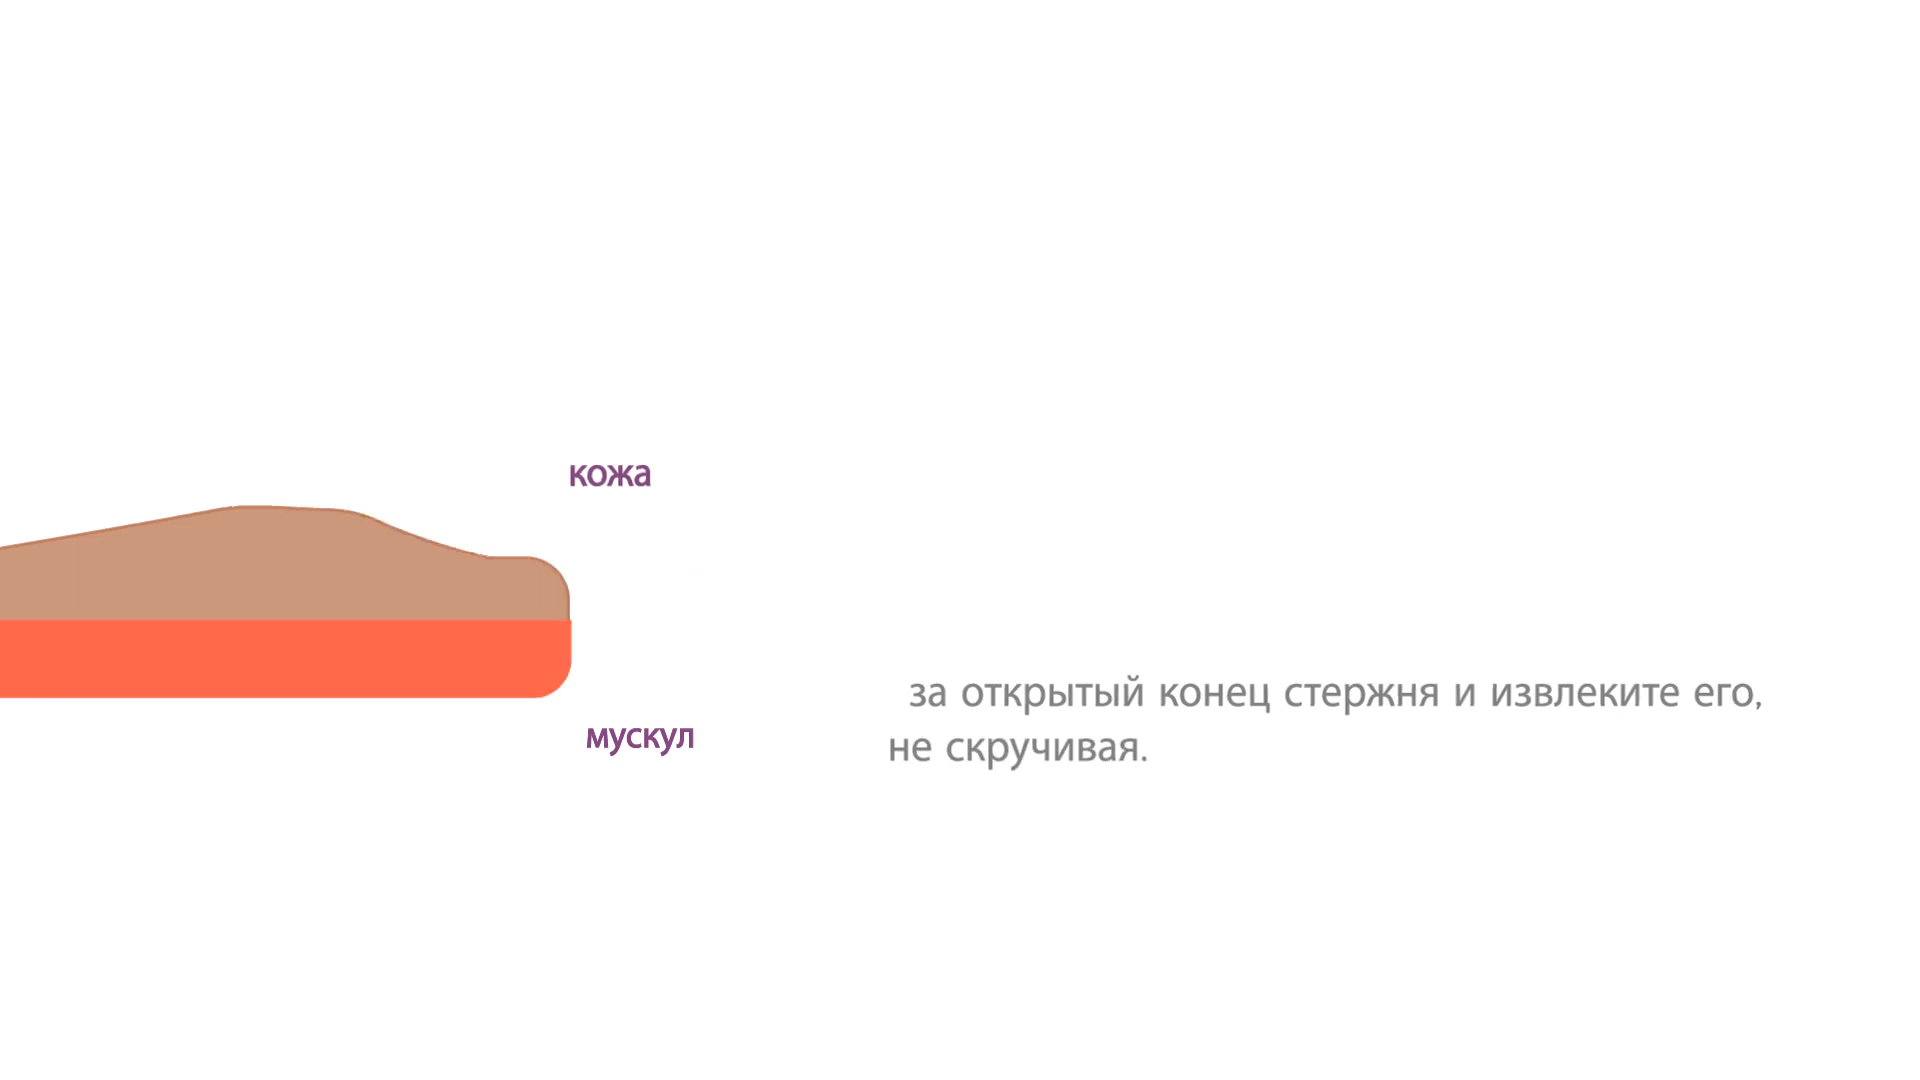 кожа
мускул
за открытый конец стержня и извлеките его,
не скручивая.